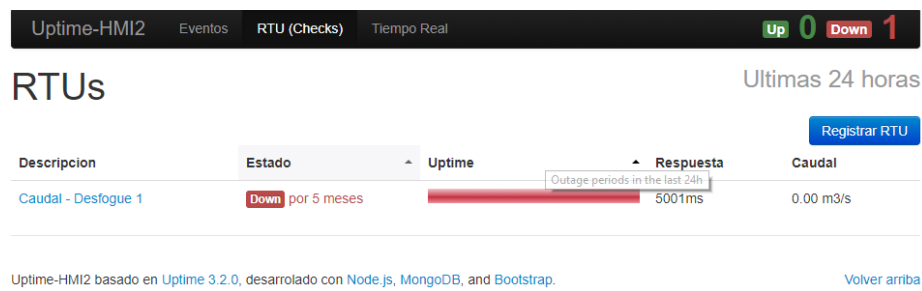 Uptime-HMI2 Eventos RTU (Checks) Tiempo Real Up 0 Down 1
RTUs Ultimas 24 horas
Registrar RTU
Descripcion Estado Uptime Respuesta Caudal
Outage periods in the last 24h
Caudal - Desfogue 1 Down por 5 meses 5001ms 0.00 m3/s
Uptime-HMI2 basado en Uptime 3.2.0, desarrolado con Node.js, MongoDB, and Bootstrap. Volver arriba